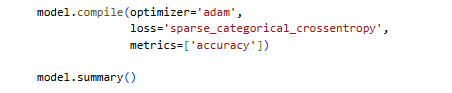 model.compile(optimizer='adam',
              loss='sparse_categorical_crossentropy',
              metrics=['accuracy'])
model.summary()